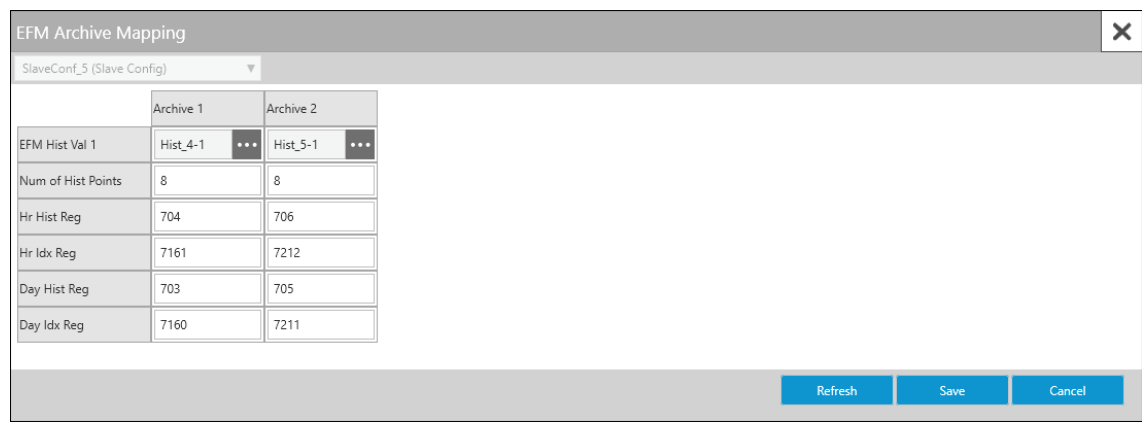 EFM Archive Mapping
SlaveConf_5 (Slave Config)
Archive 1 Archive 2
EFM Hist Val 1 Hist_4-1 ••• Hist_5-1 •••
Num of Hist Points 8 8
Hr Hist Reg 704 706
Hr Idx Reg 7161 7212
Day Hist Reg 703 705
Day Idx Reg 7160 7211
Refresh Save Cancel